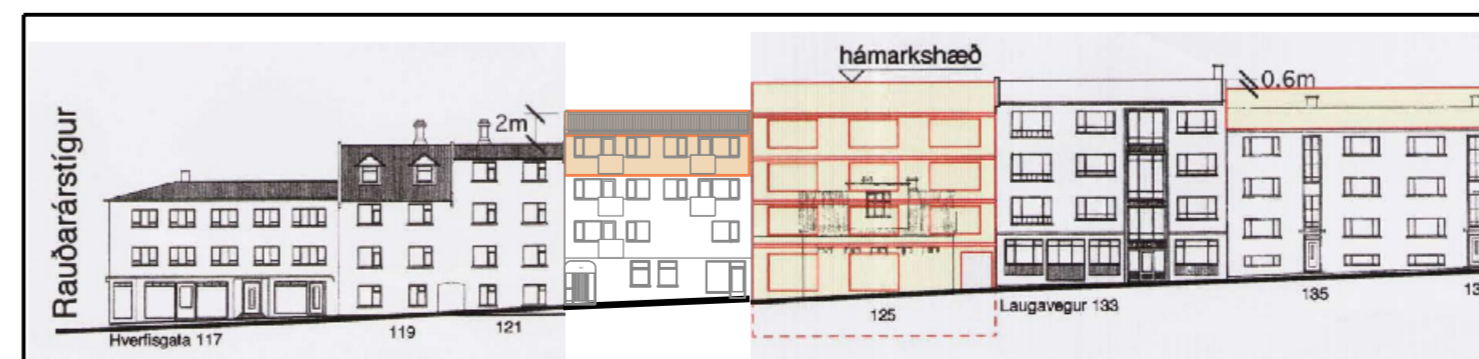 Rauðarárstígur
2m
hámarkshæð
0.6m
Hverfisgata 117
119
121
125
Laugavegur 133
135